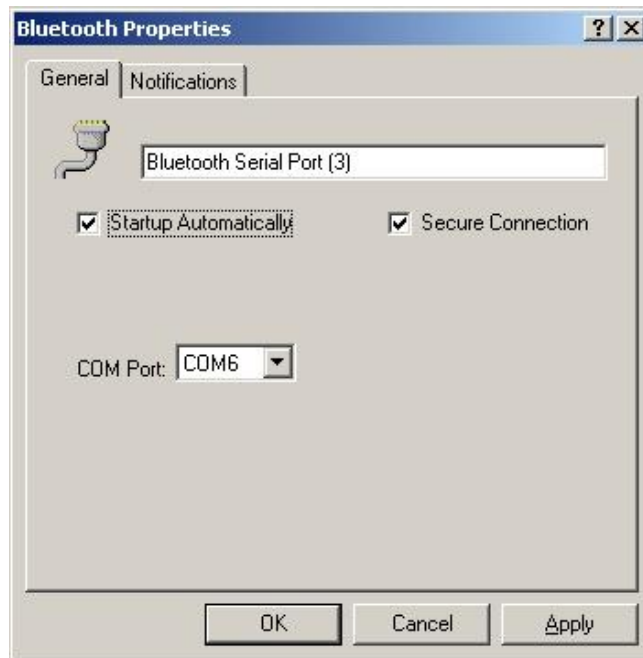 Bluetooth Properties
General Notifications
Bluetooth Serial Port (3)
Startup Automatically Secure Connection
COM Port: COM6
OK Cancel Apply